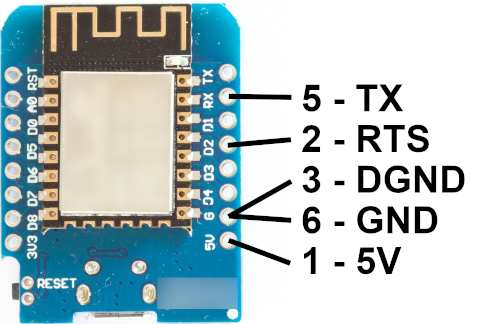 RST
A0
D0
D5
D6
D7
D8
3V3
TX
RX
D1
D2
D3
D4
G
5V
5 - TX
2 - RTS
3 - DGND
6 - GND
1 - 5V
RESET